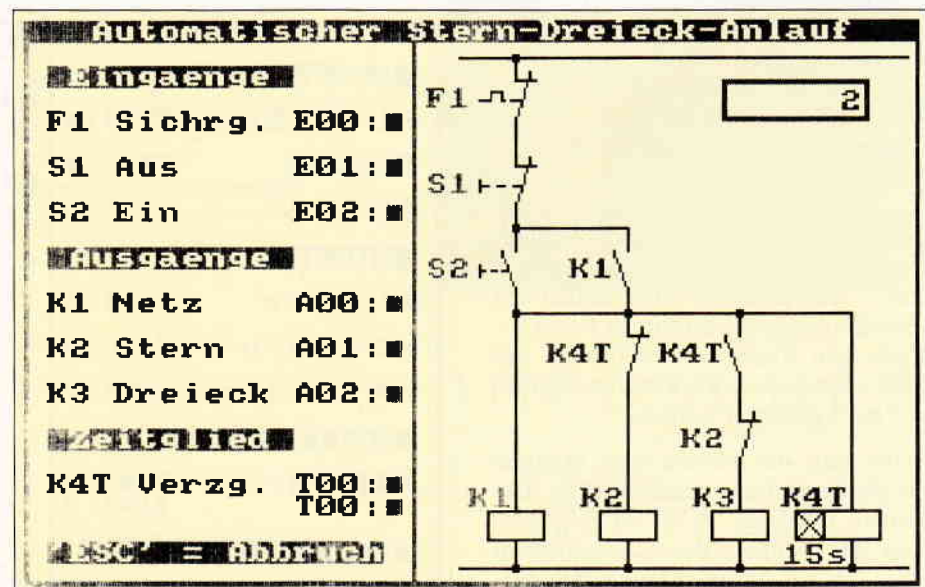 Automatischer Stern-Dreieck-Anlauf
Eingaenge
F1 Sichrg. E00:
S1 Aus E01:
S2 Ein E02:
Ausgaenge
K1 Netz A00:
K2 Stern A01:
K3 Dreieck A02:
Zeitglied
K4T Verzg. T00:
T00:
"ESC" = Abbruch
F1
2
S1
S2
K1
K4T
K4T
K2
K1
K2
K3
K4T
15s